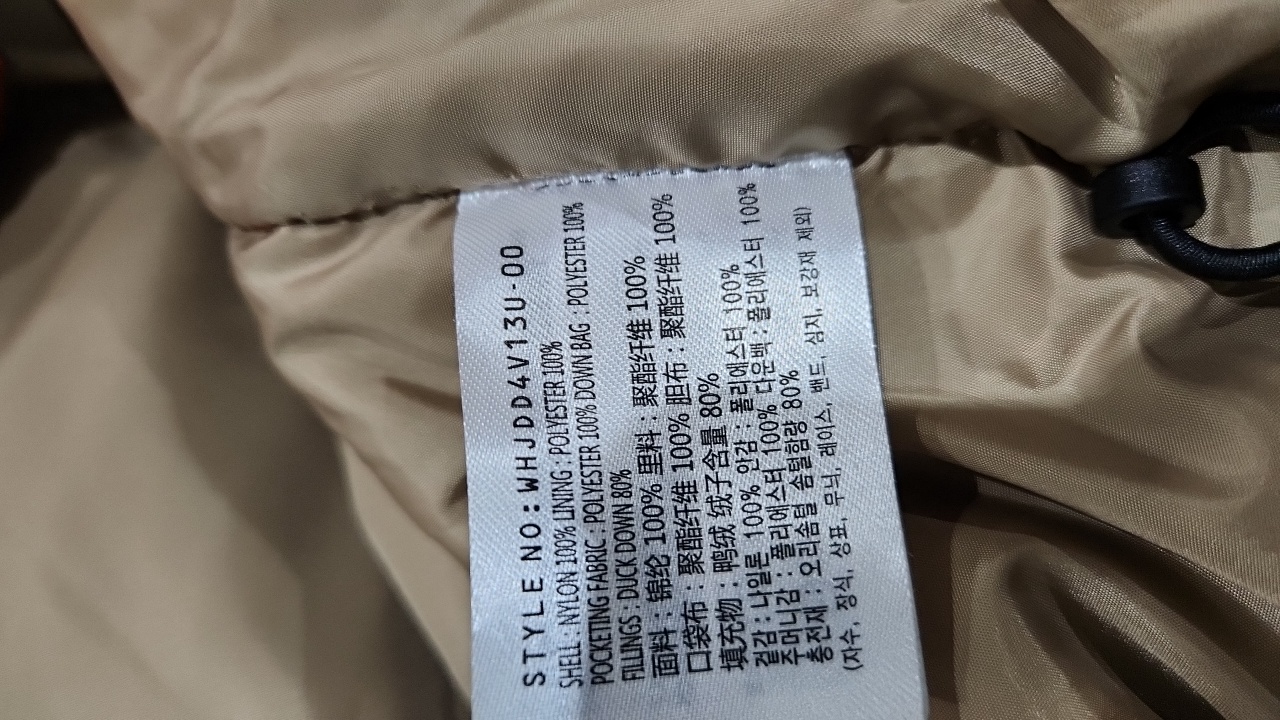 STYLE NO:WHJDD4V13U-00
SHELL : NYLON 100% LINING : POLYESTER 100%
POCKETING FABRIC : POLYESTER 100% DOWN BAG : POLYESTER 100%
FILLINGS : DUCK DOWN 80%
面料 : 锦纶 100% 里料 : 聚酯纤维 100%
口袋布 : 聚酯纤维 100% 胆布 : 聚酯纤维 100%
填充物 : 鸭绒 绒子含量 80%
겉감 : 나일론 100% 안감 : 폴리에스터 100%
주머니감 : 폴리에스터 100% 다운백 : 폴리에스터 100%
충전재 : 오리솜털 솜털함량 80%
(자수, 장식, 상표, 무늬, 레이스, 밴드, 심지, 보강재 제외)